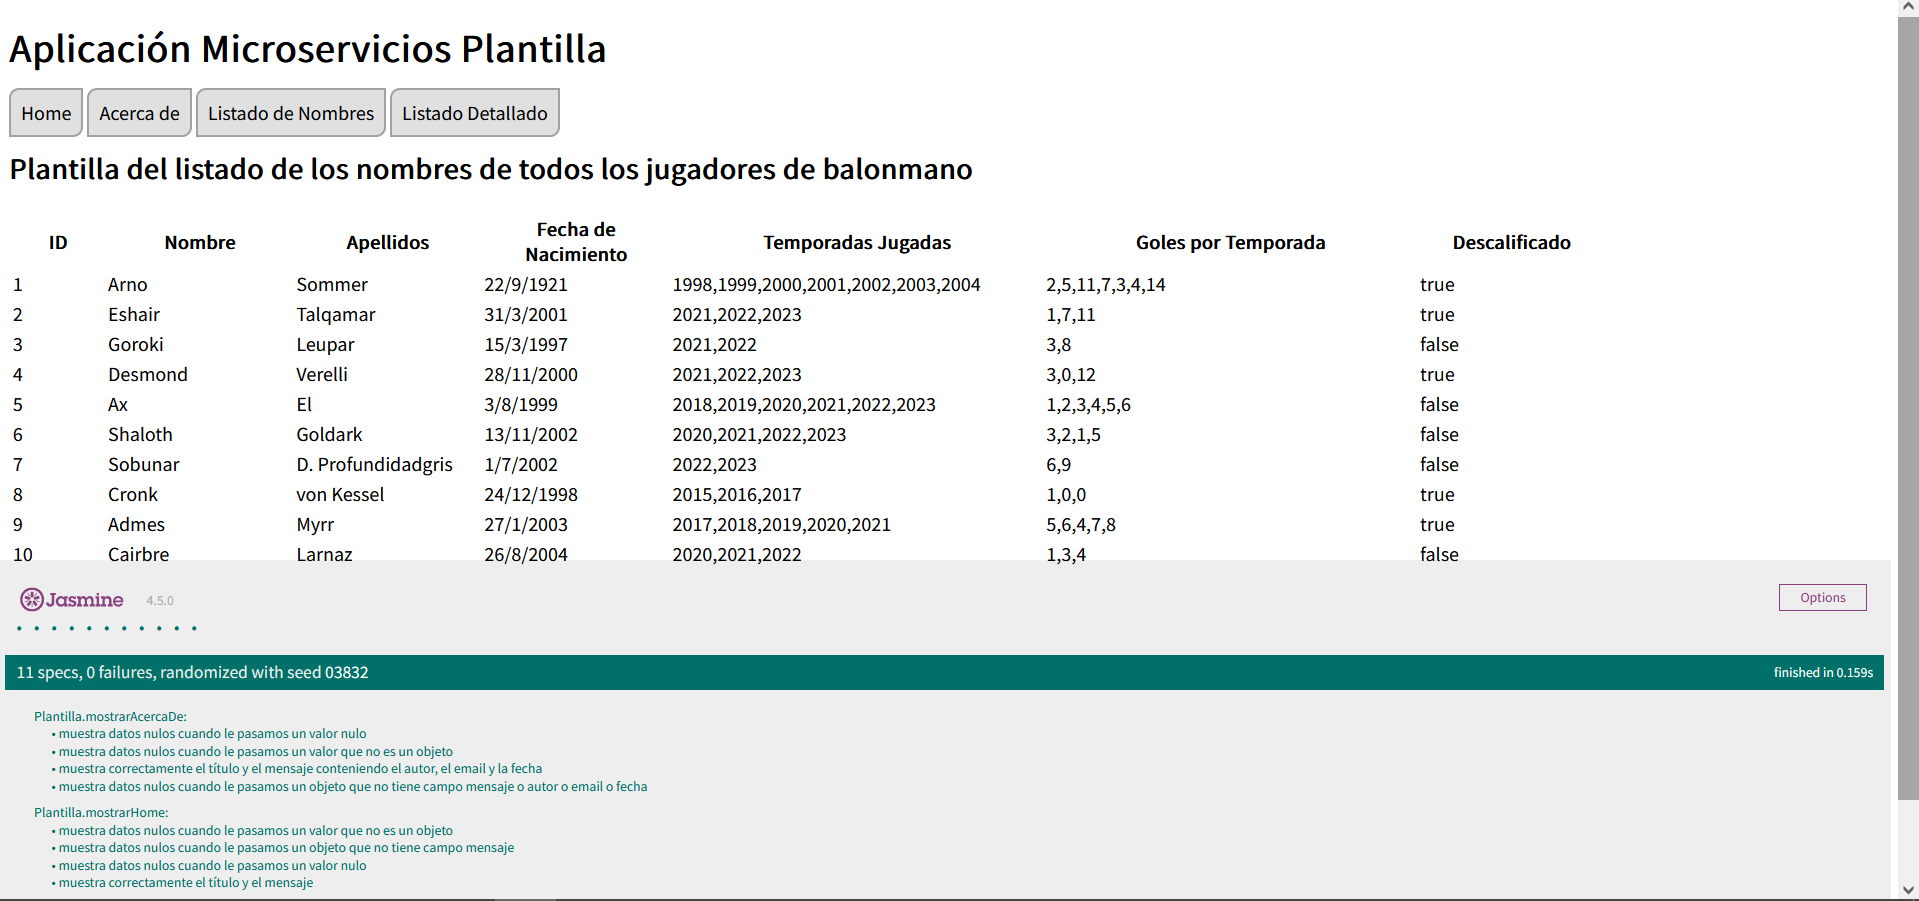 Aplicación Microservicios Plantilla
Home Acerca de Listado de Nombres Listado Detallado
Plantilla del listado de los nombres de todos los jugadores de balonmano
ID Nombre Apellidos Fecha de Nacimiento Temporadas Jugadas Goles por Temporada Descalificado
1 Arno Sommer 22/9/1921 1998,1999,2000,2001,2002,2003,2004 2,5,11,7,3,4,14 true
2 Eshair Talqamar 31/3/2001 2021,2022,2023 1,7,11 true
3 Goroki Leupar 15/3/1997 2021,2022 3,8 false
4 Desmond Verelli 28/11/2000 2021,2022,2023 3,0,12 true
5 Ax El 3/8/1999 2018,2019,2020,2021,2022,2023 1,2,3,4,5,6 false
6 Shaloth Goldark 13/11/2002 2020,2021,2022,2023 3,2,1,5 false
7 Sobunar D. Profundidadgris 1/7/2002 2022,2023 6,9 false
8 Cronk von Kessel 24/12/1998 2015,2016,2017 1,0,0 true
9 Admes Myrr 27/1/2003 2017,2018,2019,2020,2021 5,6,4,7,8 true
10 Cairbre Larnaz 26/8/2004 2020,2021,2022 1,3,4 false
Jasmine 4.5.0 Options
• • • • • • • • • • •
11 specs, 0 failures, randomized with seed 03832 finished in 0.159s
Plantilla.mostrarAcercaDe:
• muestra datos nulos cuando le pasamos un valor nulo
• muestra datos nulos cuando le pasamos un valor que no es un objeto
• muestra correctamente el título y el mensaje conteniendo el autor, el email y la fecha
• muestra datos nulos cuando le pasamos un objeto que no tiene campo mensaje o autor o email o fecha
Plantilla.mostrarHome:
• muestra datos nulos cuando le pasamos un valor que no es un objeto
• muestra datos nulos cuando le pasamos un objeto que no tiene campo mensaje
• muestra datos nulos cuando le pasamos un valor nulo
• muestra correctamente el título y el mensaje